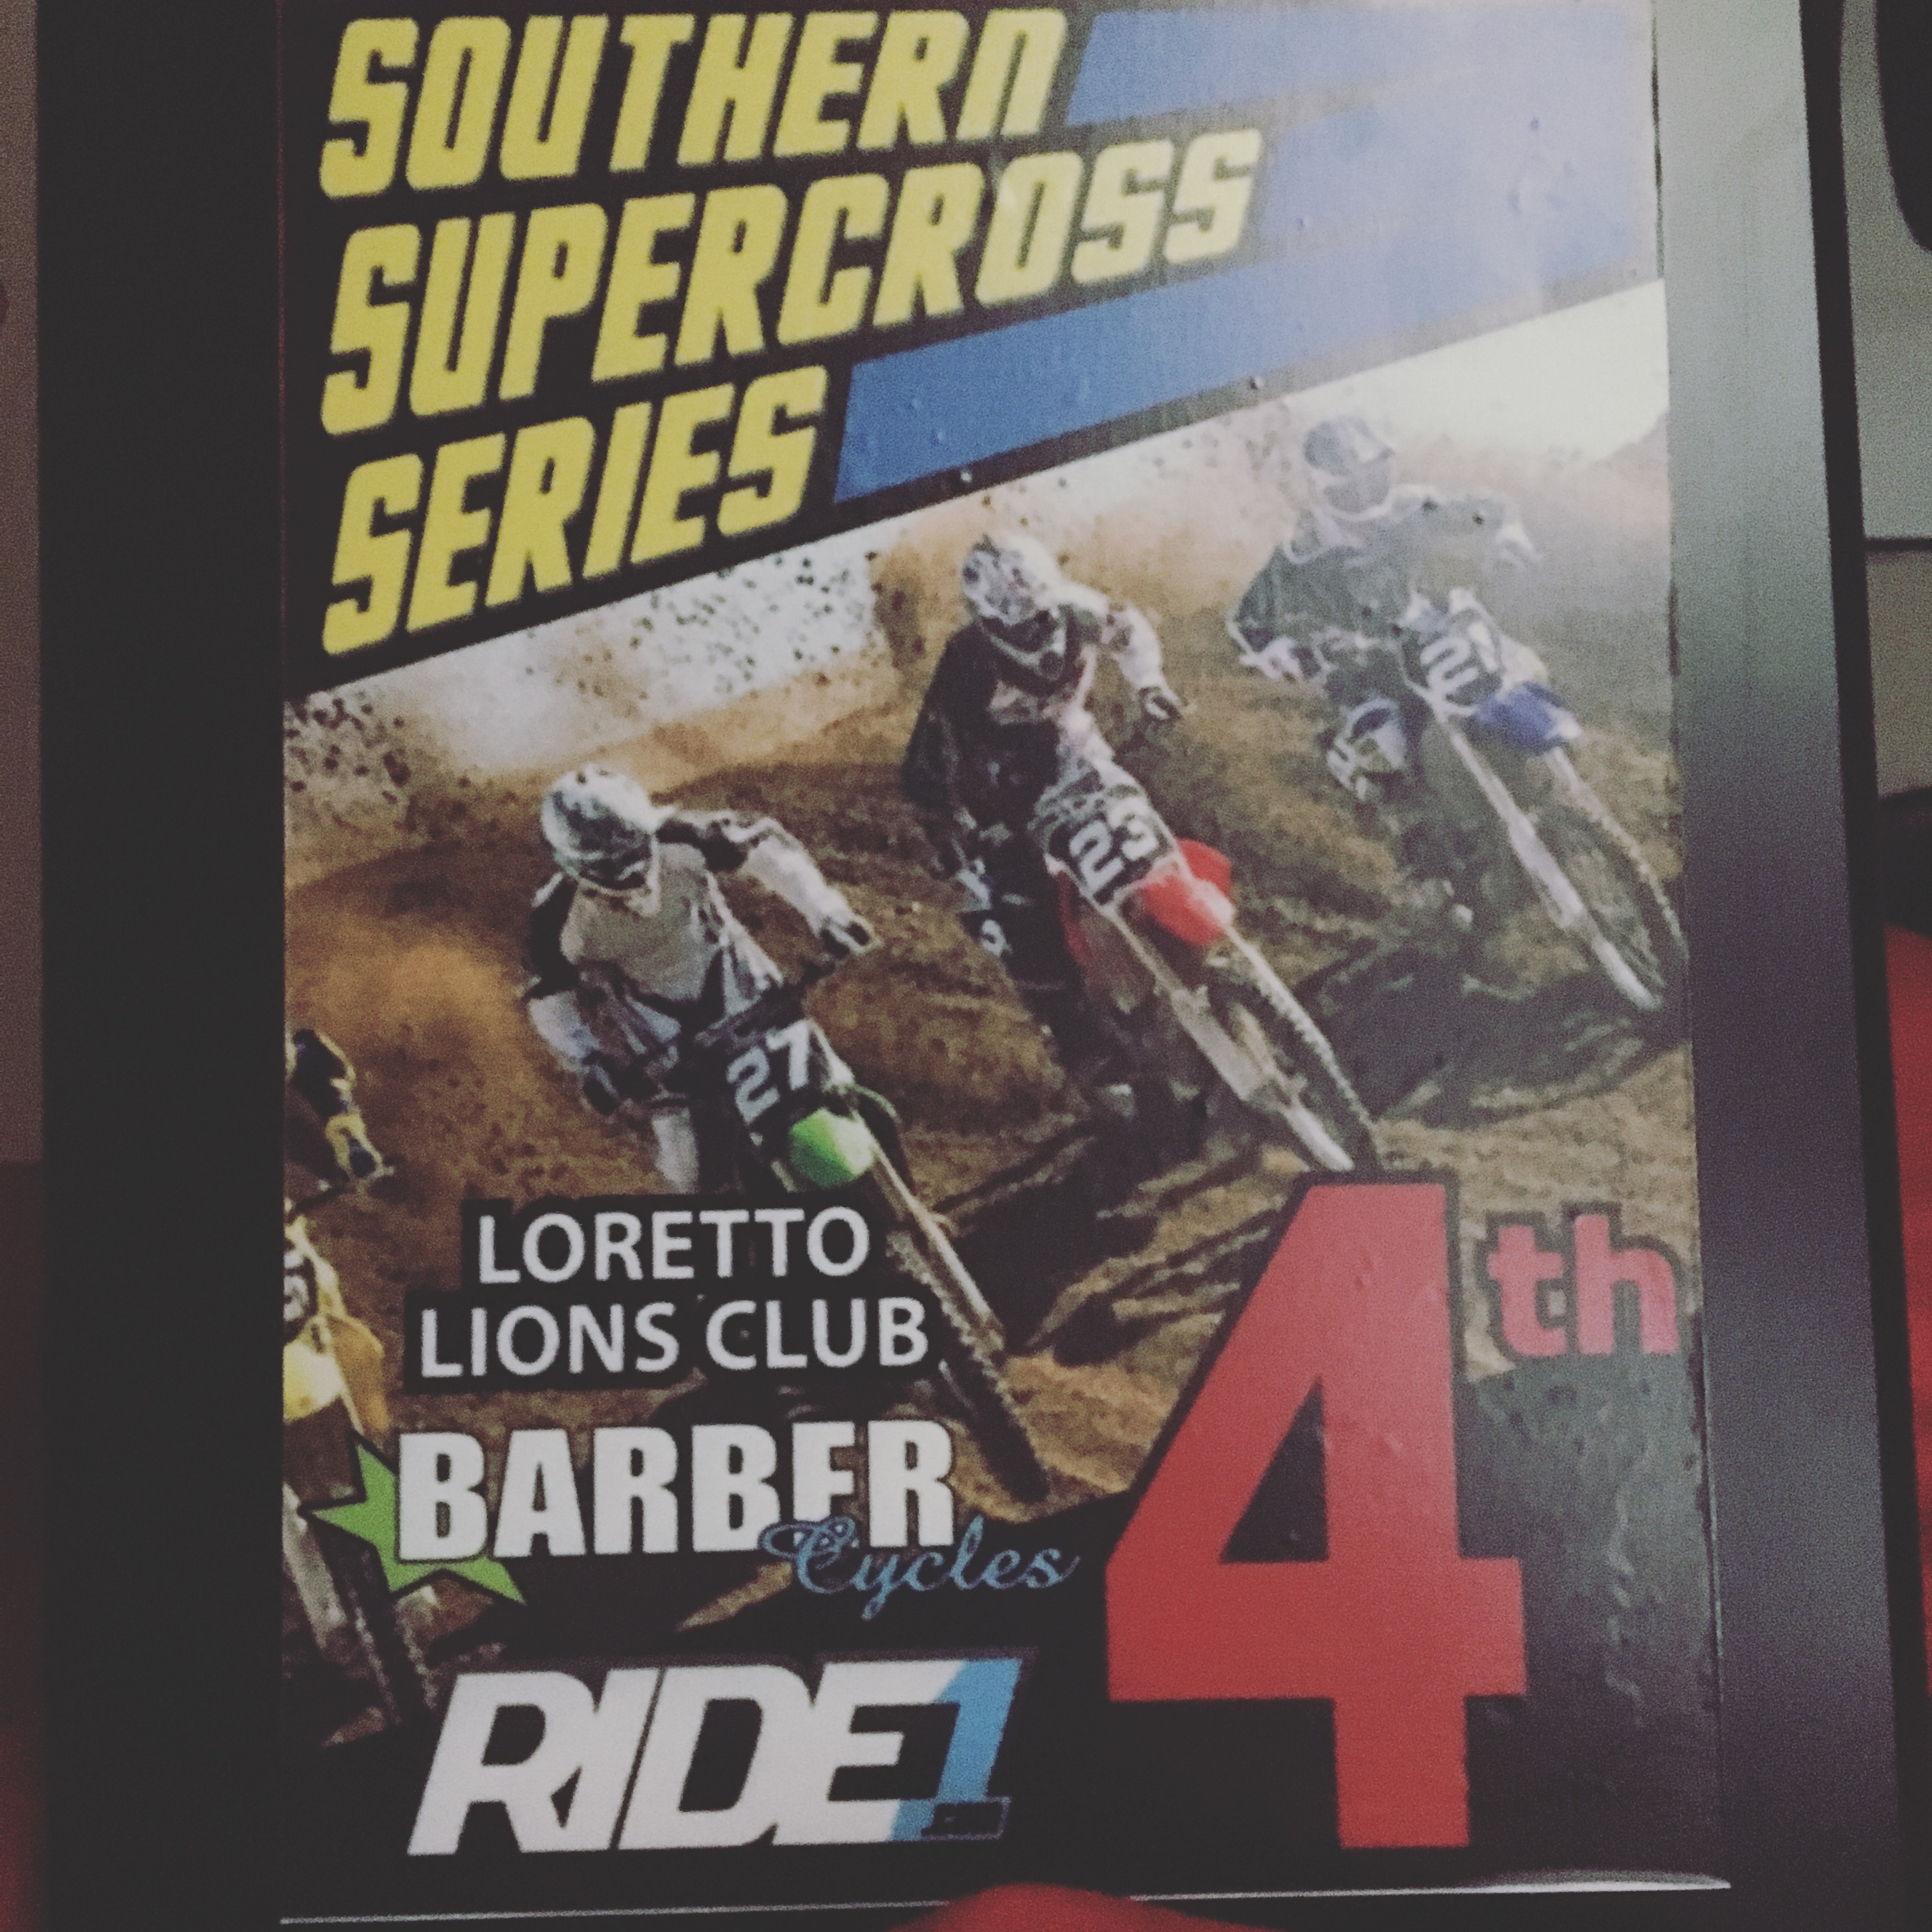 SOUTHERN
SUPERCROSS
SERIES
21
23
27
LORETTO
LIONS CLUB
BARBER
Cycles
RIDE1
4th